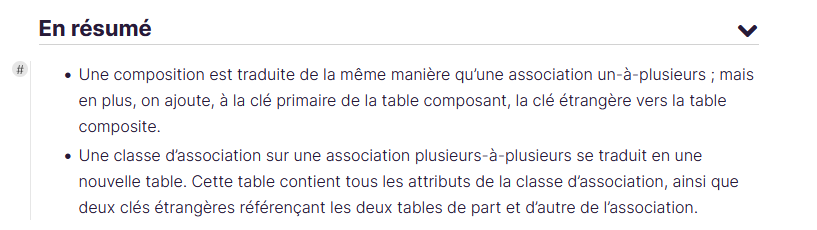 En résumé
#
• Une composition est traduite de la même manière qu’une association un-à-plusieurs ; mais
en plus, on ajoute, à la clé primaire de la table composant, la clé étrangère vers la table
composite.
• Une classe d’association sur une association plusieurs-à-plusieurs se traduit en une
nouvelle table. Cette table contient tous les attributs de la classe d’association, ainsi que
deux clés étrangères référençant les deux tables de part et d’autre de l’association.